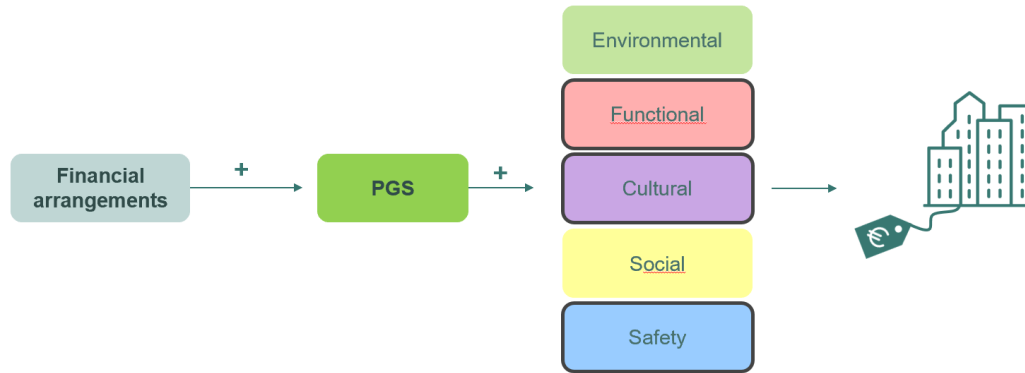 Environmental
Functional
Financial
arrangements
+
PGS
+
Cultural
Social
Safety
€